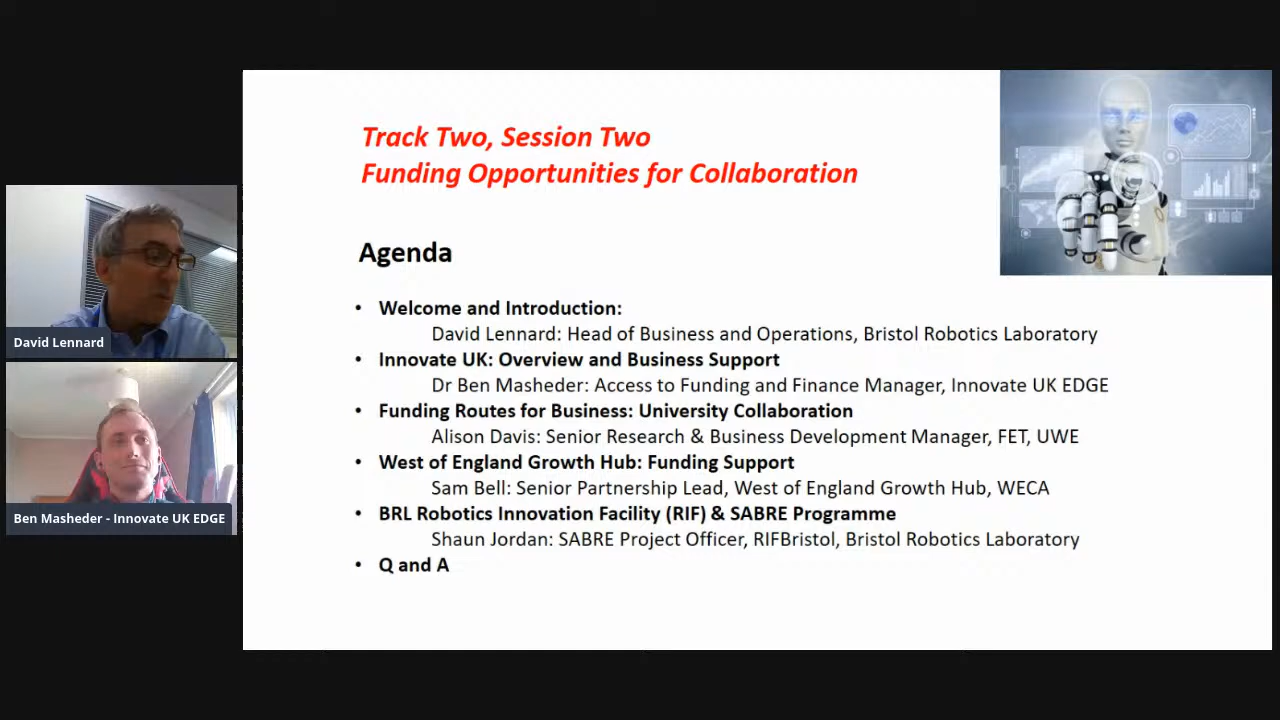 Track Two, Session Two
Funding Opportunities for Collaboration
Agenda
• Welcome and Introduction:
David Lennard: Head of Business and Operations, Bristol Robotics Laboratory
• Innovate UK: Overview and Business Support
Dr Ben Masheder: Access to Funding and Finance Manager, Innovate UK EDGE
• Funding Routes for Business: University Collaboration
Alison Davis: Senior Research & Business Development Manager, FET, UWE
• West of England Growth Hub: Funding Support
Sam Bell: Senior Partnership Lead, West of England Growth Hub, WECA
• BRL Robotics Innovation Facility (RIF) & SABRE Programme
Shaun Jordan: SABRE Project Officer, RIFBristol, Bristol Robotics Laboratory
• Q and A
David Lennard
Ben Masheder - Innovate UK EDGE